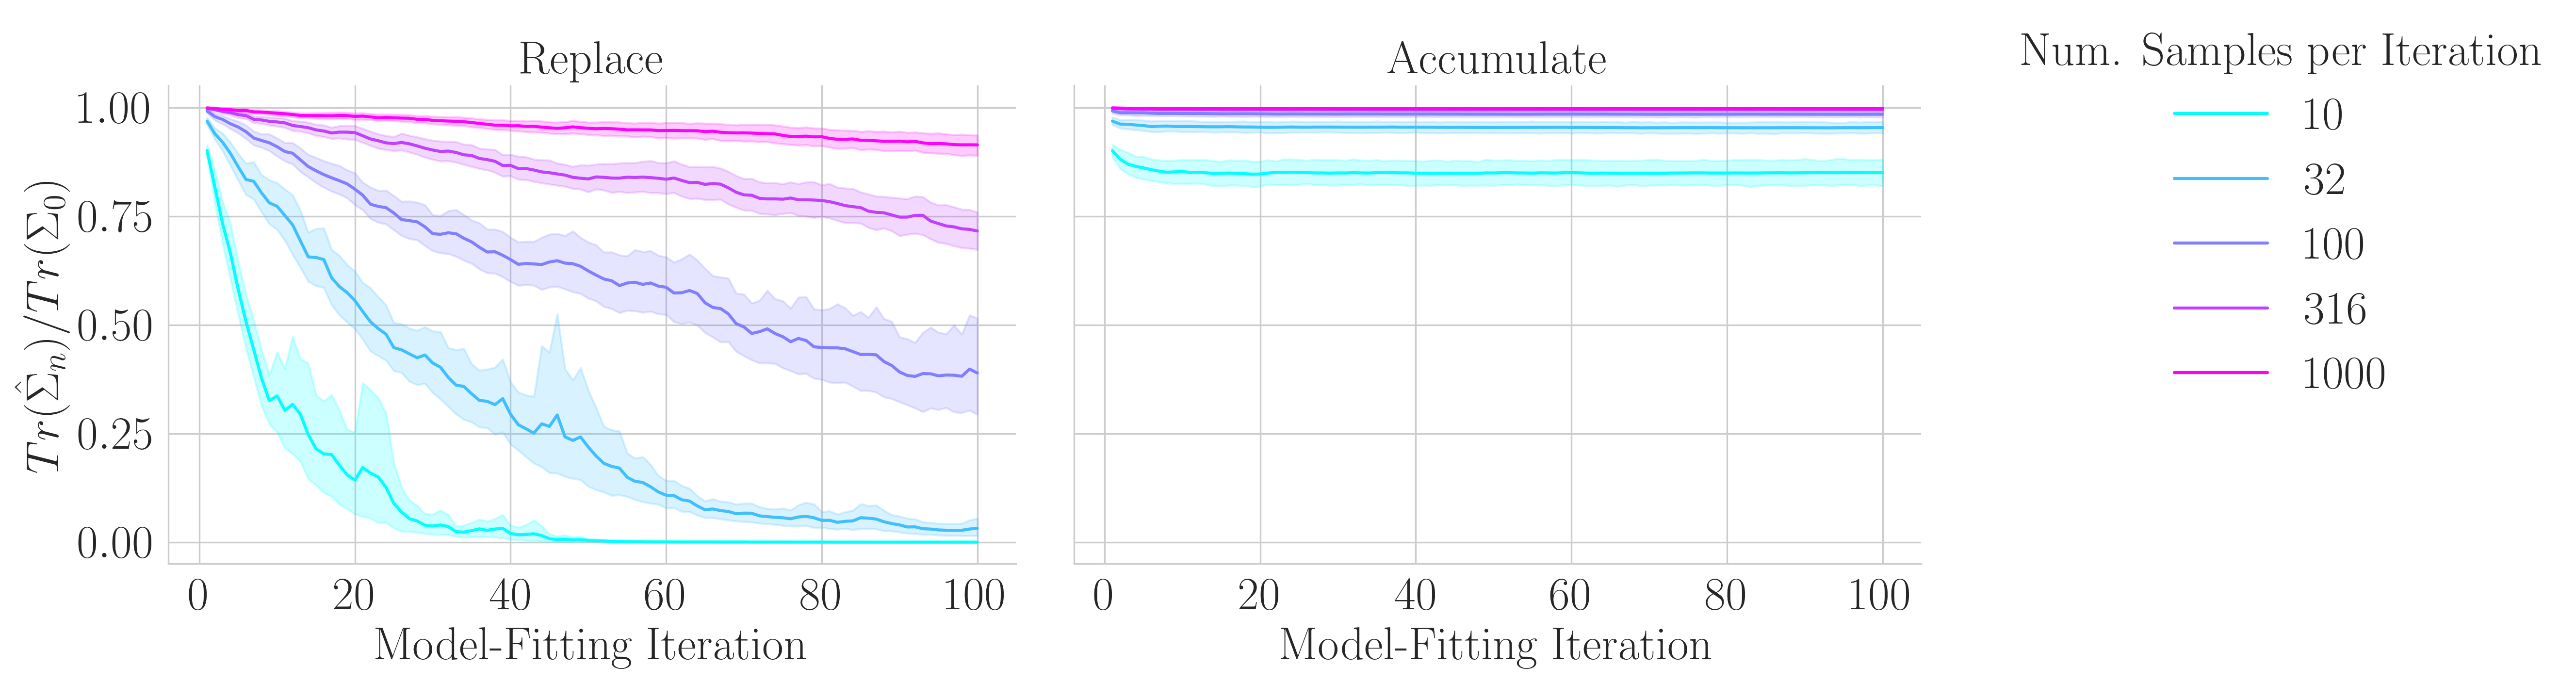 Replace
Accumulate
Num. Samples per Iteration
10
32
100
316
1000
Tr(Σ̂ₙ)/Tr(Σ₀)
1.00
0.75
0.50
0.25
0.00
0 20 40 60 80 100
0 20 40 60 80 100
Model-Fitting Iteration
Model-Fitting Iteration